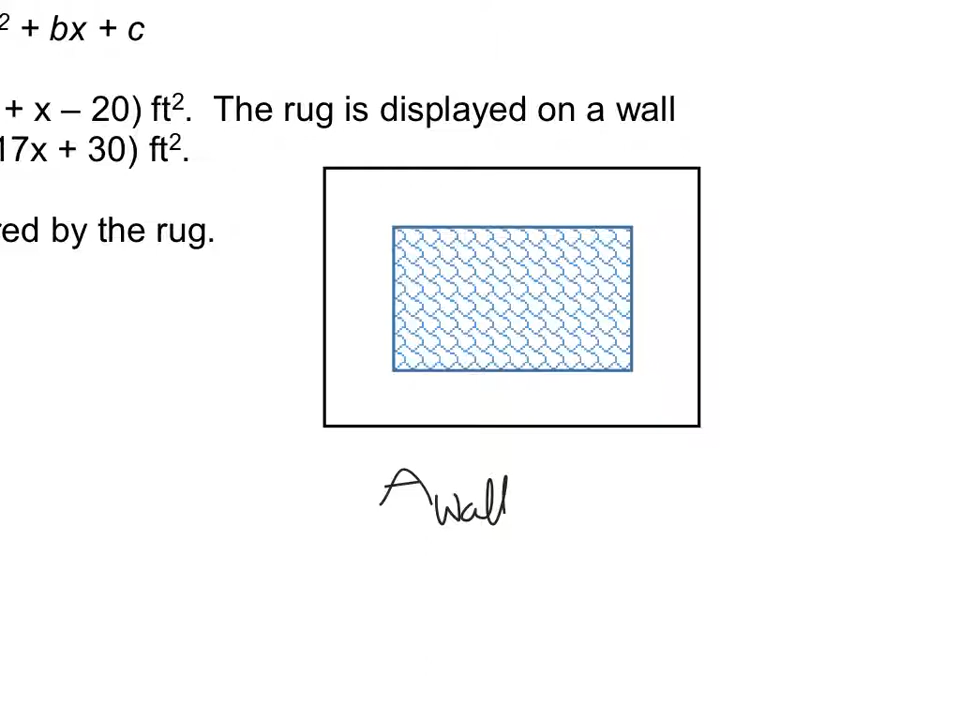 ² + bx + c
+ x – 20) ft². The rug is displayed on a wall
17x + 30) ft².
red by the rug.
A wall